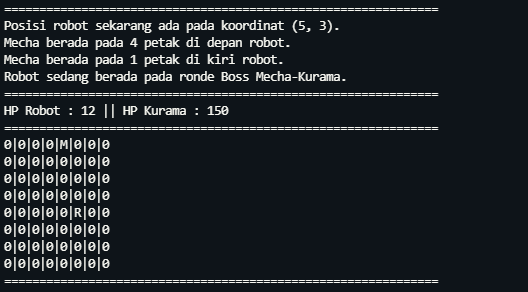 ==============================================================
Posisi robot sekarang ada pada koordinat (5, 3).
Mecha berada pada 4 petak di depan robot.
Mecha berada pada 1 petak di kiri robot.
Robot sedang berada pada ronde Boss Mecha-Kurama.
==============================================================
HP Robot : 12 || HP Kurama : 150
==============================================================
0|0|0|0|M|0|0|0
0|0|0|0|0|0|0|0
0|0|0|0|0|0|0|0
0|0|0|0|0|0|0|0
0|0|0|0|0|R|0|0
0|0|0|0|0|0|0|0
0|0|0|0|0|0|0|0
0|0|0|0|0|0|0|0
==============================================================